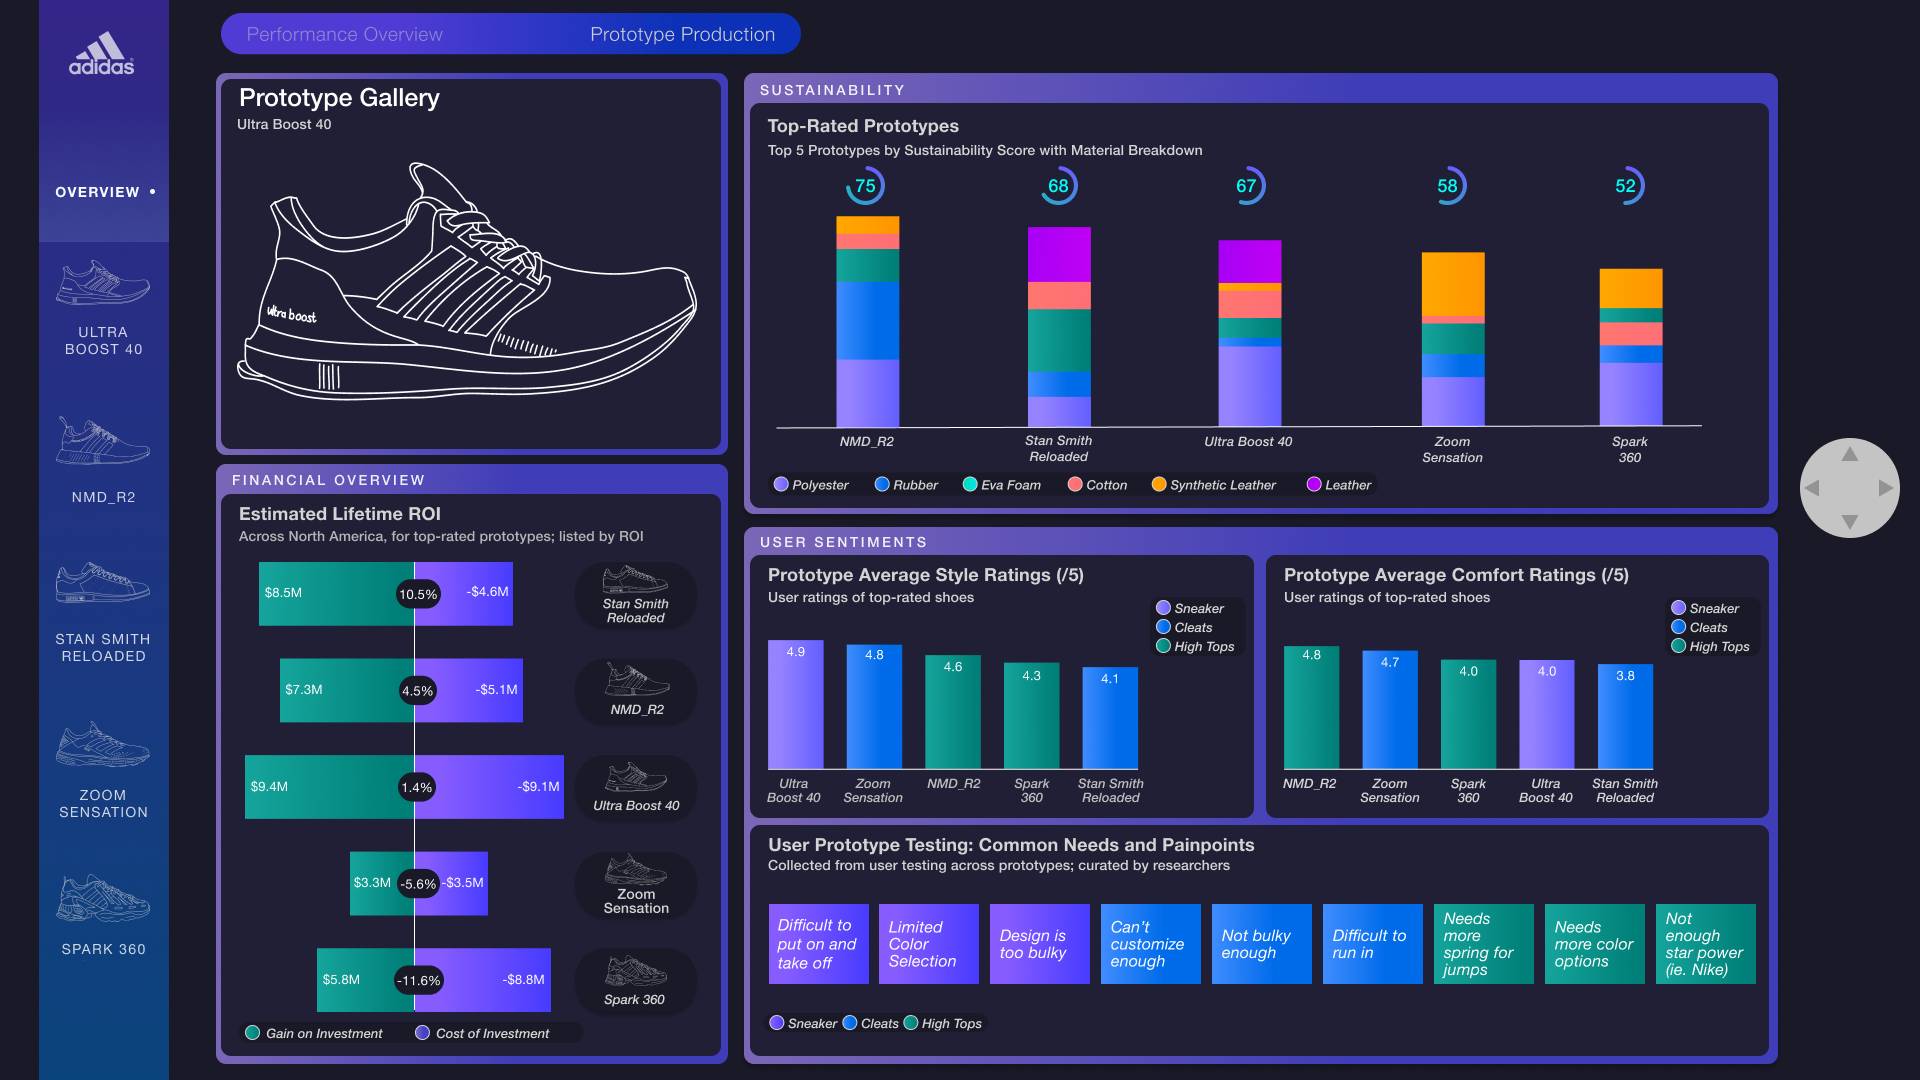 adidas
OVERVIEW •
ULTRA
BOOST 40
NMD_R2
STAN SMITH
RELOADED
ZOOM
SENSATION
SPARK 360
Performance Overview
Prototype Production
Prototype Gallery
Ultra Boost 40
ultra boost
FINANCIAL OVERVIEW
Estimated Lifetime ROI
Across North America, for top-rated prototypes; listed by ROI
$8.5M 10.5% -$4.6M
Stan Smith
Reloaded
$7.3M 4.5% -$5.1M
NMD_R2
$9.4M 1.4% -$9.1M
Ultra Boost 40
$3.3M -5.6% -$3.5M
Zoom
Sensation
$5.8M -11.6% -$8.8M
Spark 360
Gain on Investment Cost of Investment
SUSTAINABILITY
Top-Rated Prototypes
Top 5 Prototypes by Sustainability Score with Material Breakdown
75 68 67 58 52
NMD_R2
Stan Smith
Reloaded
Ultra Boost 40
Zoom
Sensation
Spark
360
Polyester Rubber Eva Foam Cotton Synthetic Leather Leather
USER SENTIMENTS
Prototype Average Style Ratings (/5)
User ratings of top-rated shoes
Sneaker
Cleats
High Tops
4.9 4.8 4.6 4.3 4.1
Ultra
Boost 40
Zoom
Sensation
NMD_R2
Spark
360
Stan Smith
Reloaded
Prototype Average Comfort Ratings (/5)
User ratings of top-rated shoes
Sneaker
Cleats
High Tops
4.8 4.7 4.0 4.0 3.8
NMD_R2
Zoom
Sensation
Spark
360
Ultra
Boost 40
Stan Smith
Reloaded
User Prototype Testing: Common Needs and Painpoints
Collected from user testing across prototypes; curated by researchers
Difficult to
put on and
take off
Limited
Color
Selection
Design is
too bulky
Can't
customize
enough
Not bulky
enough
Difficult to
run in
Needs
more
spring for
jumps
Needs
more color
options
Not
enough
star power
(ie. Nike)
Sneaker Cleats High Tops